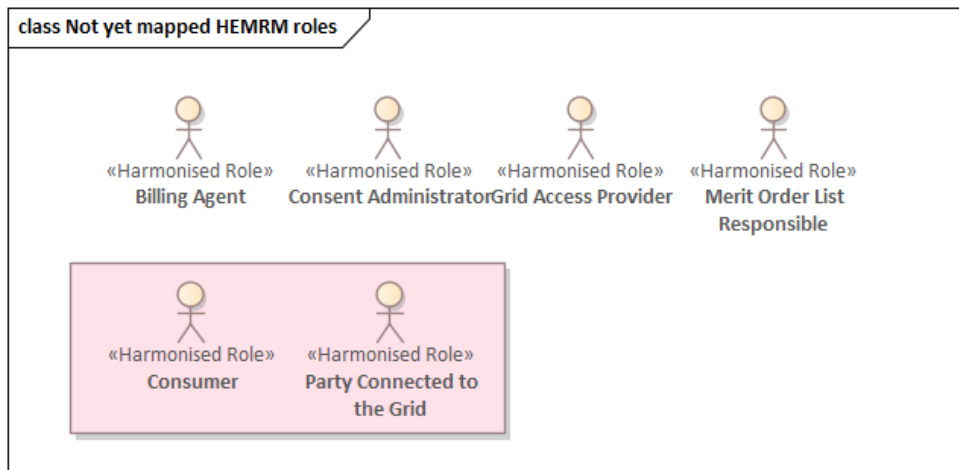 class Not yet mapped HEMRM roles
«Harmonised Role»
Billing Agent
«Harmonised Role»
Consent Administrator
«Harmonised Role»
Grid Access Provider
«Harmonised Role»
Merit Order List
Responsible
«Harmonised Role»
Consumer
«Harmonised Role»
Party Connected to
the Grid